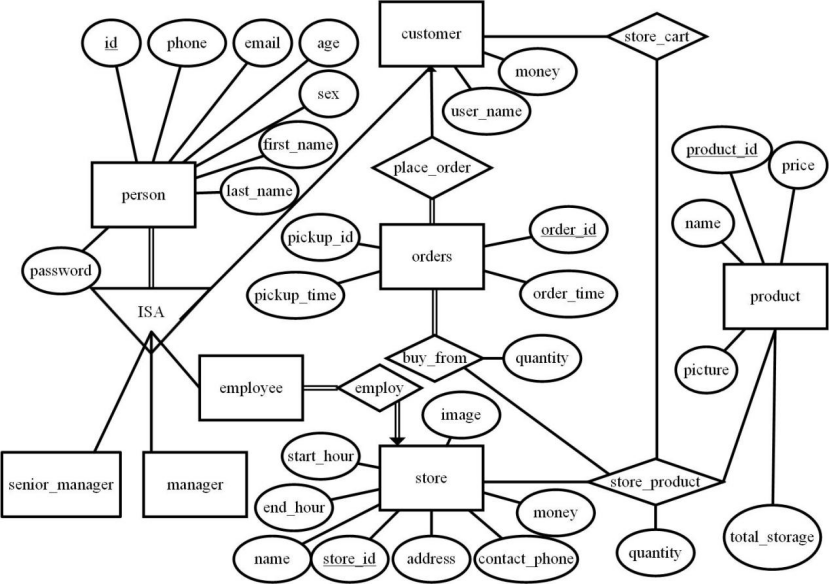 customer
store_cart
id
phone
email
age
money
sex
user_name
first_name
product_id
price
place_order
person
last_name
name
pickup_id
order_id
password
orders
pickup_time
order_time
product
ISA
buy_from
quantity
picture
employee
employ
image
start_hour
senior_manager
manager
store
store_product
end_hour
money
total_storage
name
store_id
address
contact_phone
quantity